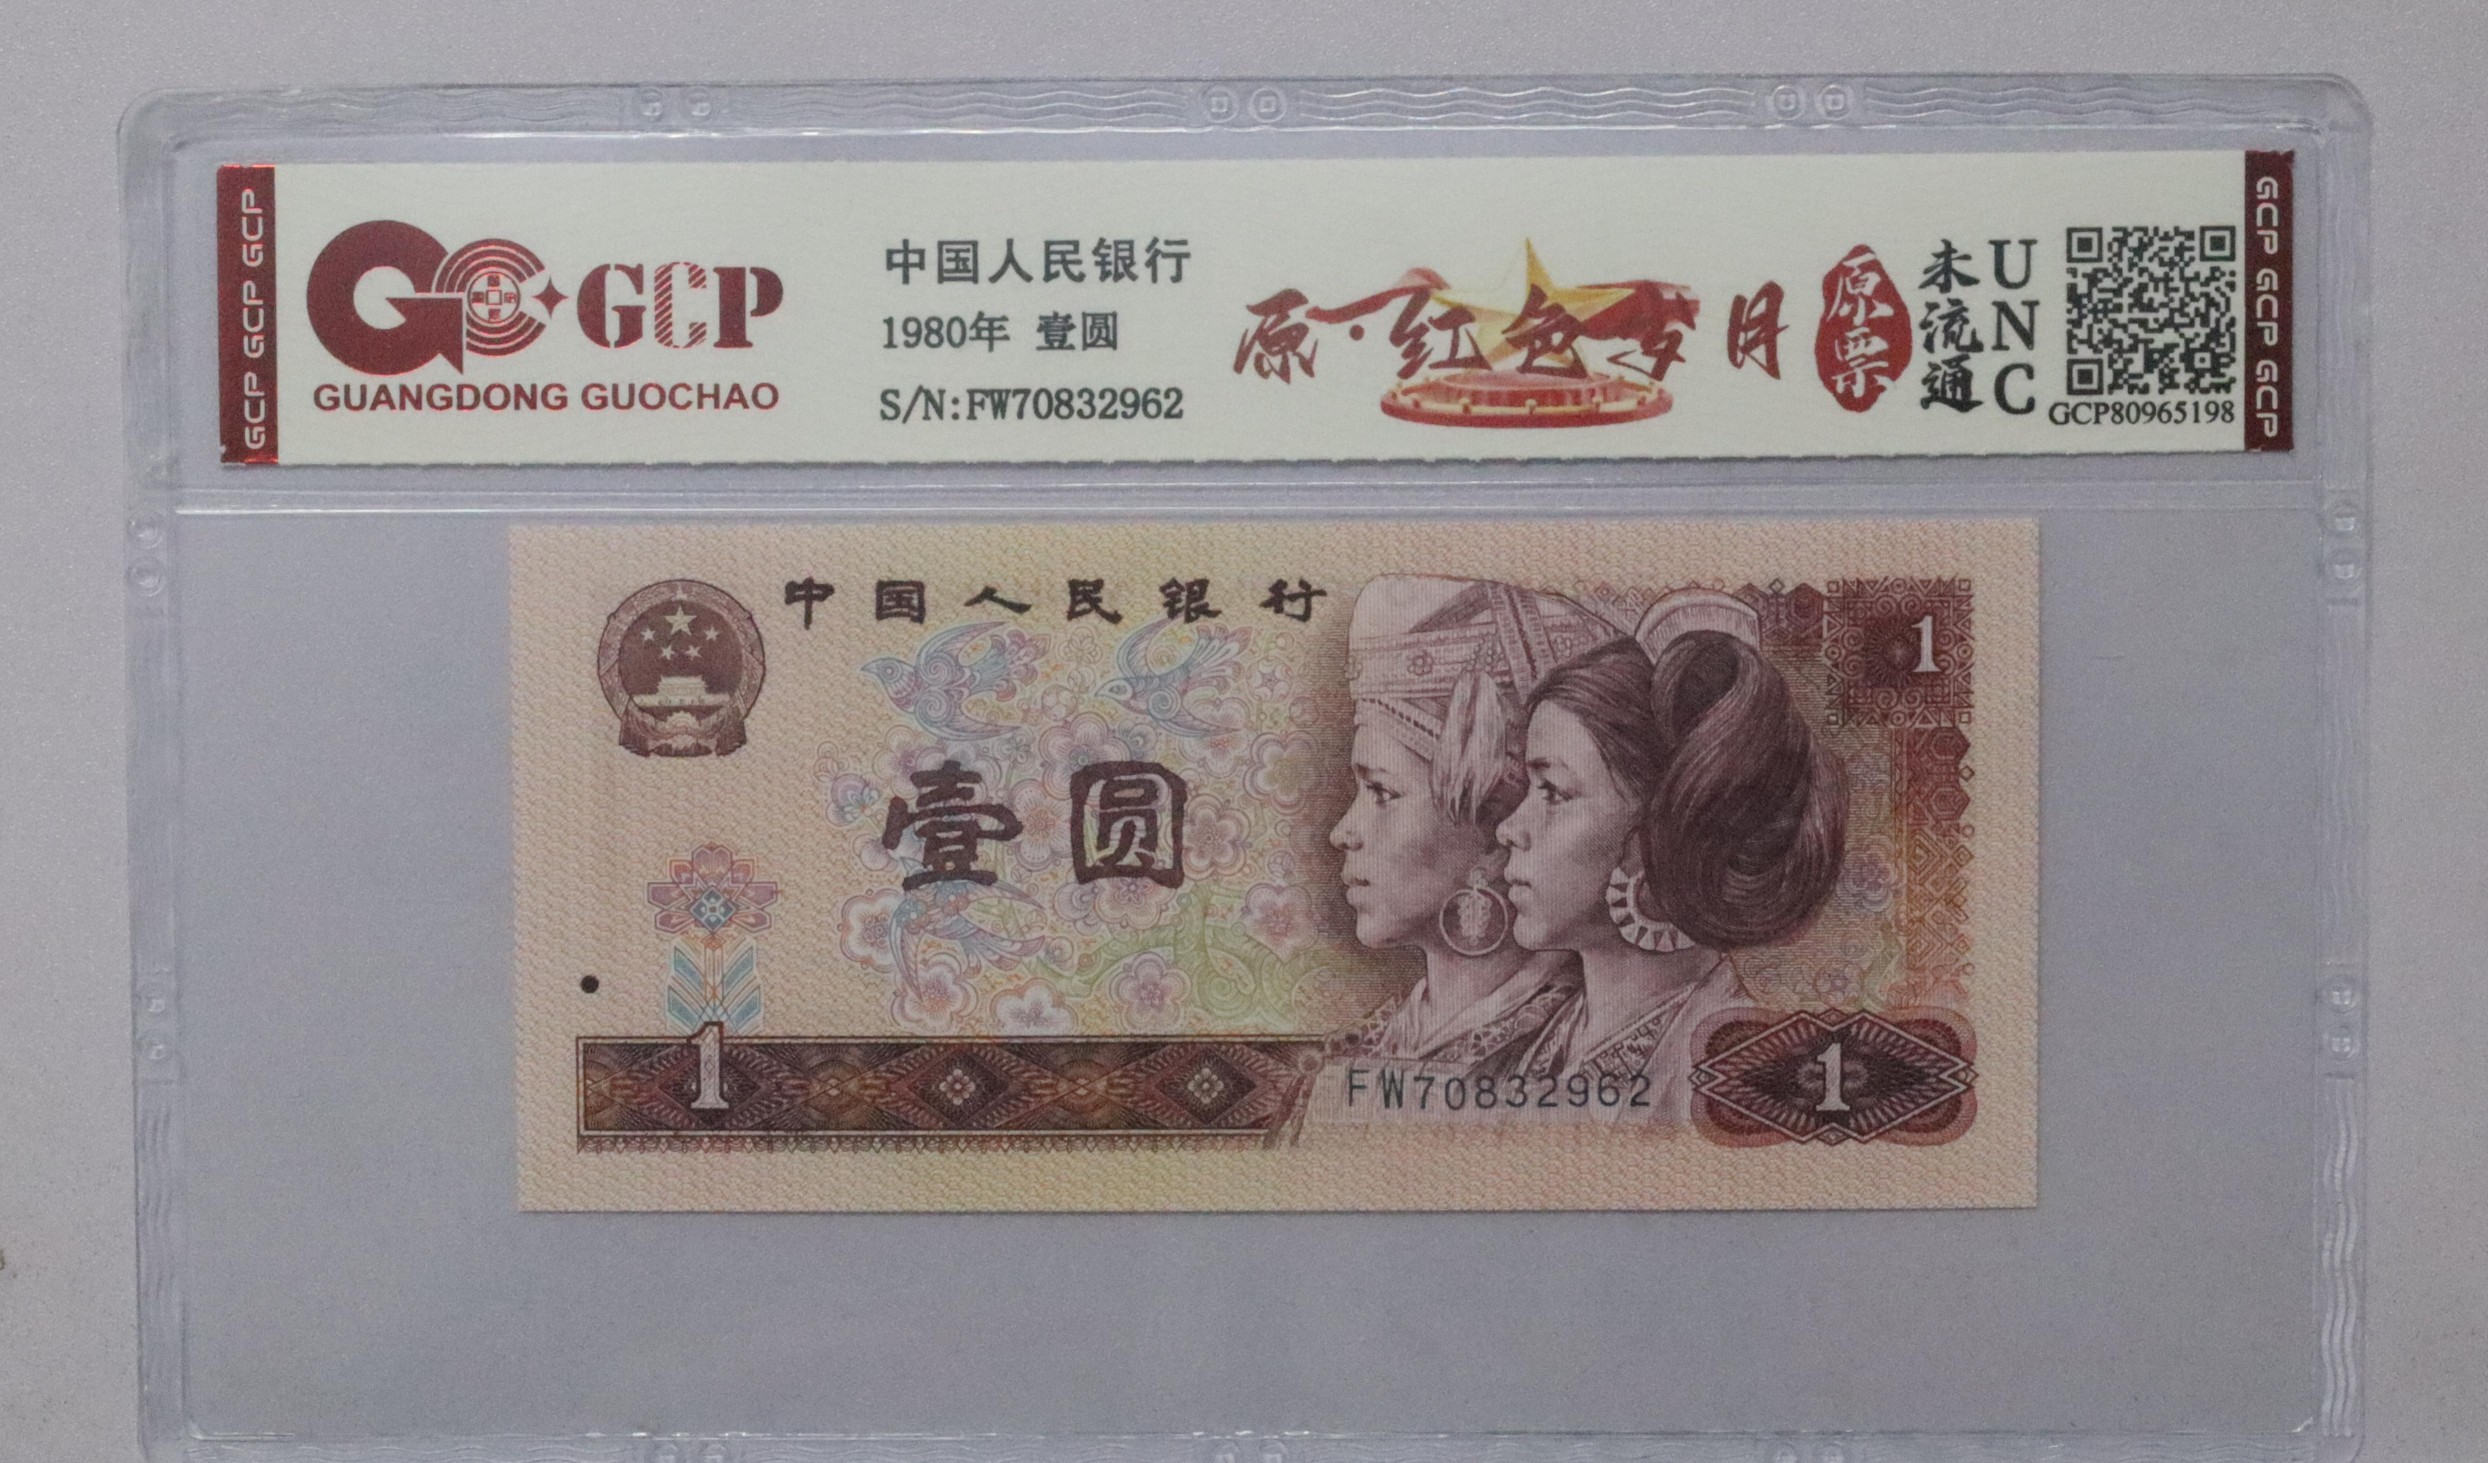 GCP GCP GCP
GCP
GUANGDONG GUOCHAO
中国人民银行
1980年 壹圆
S/N:FW70832962
原·红色岁月
原票
未流通
UNC
GCP80965198
GCP GCP GCP
中国人民银行
1
壹圆
1
FW70832962
1